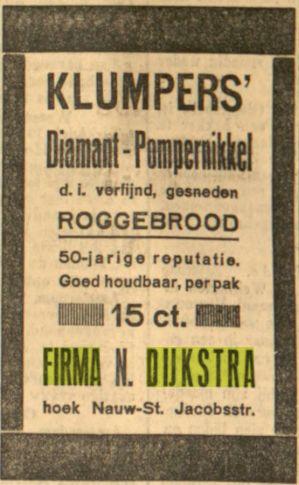 KLUMPERS'
Diamant-Pompernikkel
d. i. verfijnd, gesneden
ROGGEBROOD
50-jarige reputatie.
Goed houdbaar, per pak
15 ct.
FIRMA N. DIJKSTRA
hoek Nauw-St. Jacobsstr.